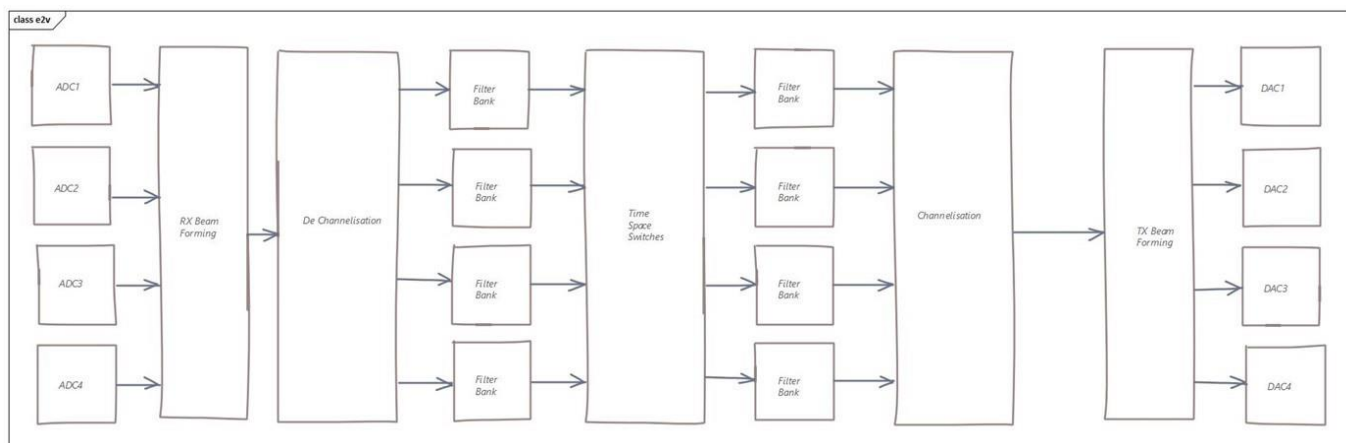 class e2v
ADC1
ADC2
ADC3
ADC4
RX Beam
Forming
De Channelisation
Filter
Bank
Filter
Bank
Filter
Bank
Filter
Bank
Time
Space
Switches
Filter
Bank
Filter
Bank
Filter
Bank
Filter
Bank
Channelisation
TX Beam
Forming
DAC1
DAC2
DAC3
DAC4